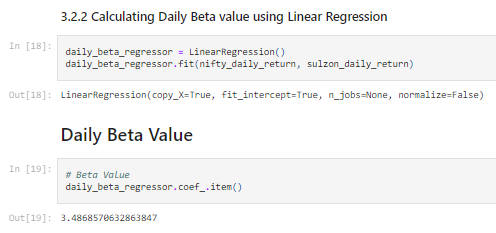 3.2.2 Calculating Daily Beta value using Linear Regression
In [18]:
daily_beta_regressor = LinearRegression()
daily_beta_regressor.fit(nifty_daily_return, sulzon_daily_return)
Out[18]: LinearRegression(copy_X=True, fit_intercept=True, n_jobs=None, normalize=False)
Daily Beta Value
In [19]:
# Beta Value
daily_beta_regressor.coef_.item()
Out[19]: 3.4868570632863847